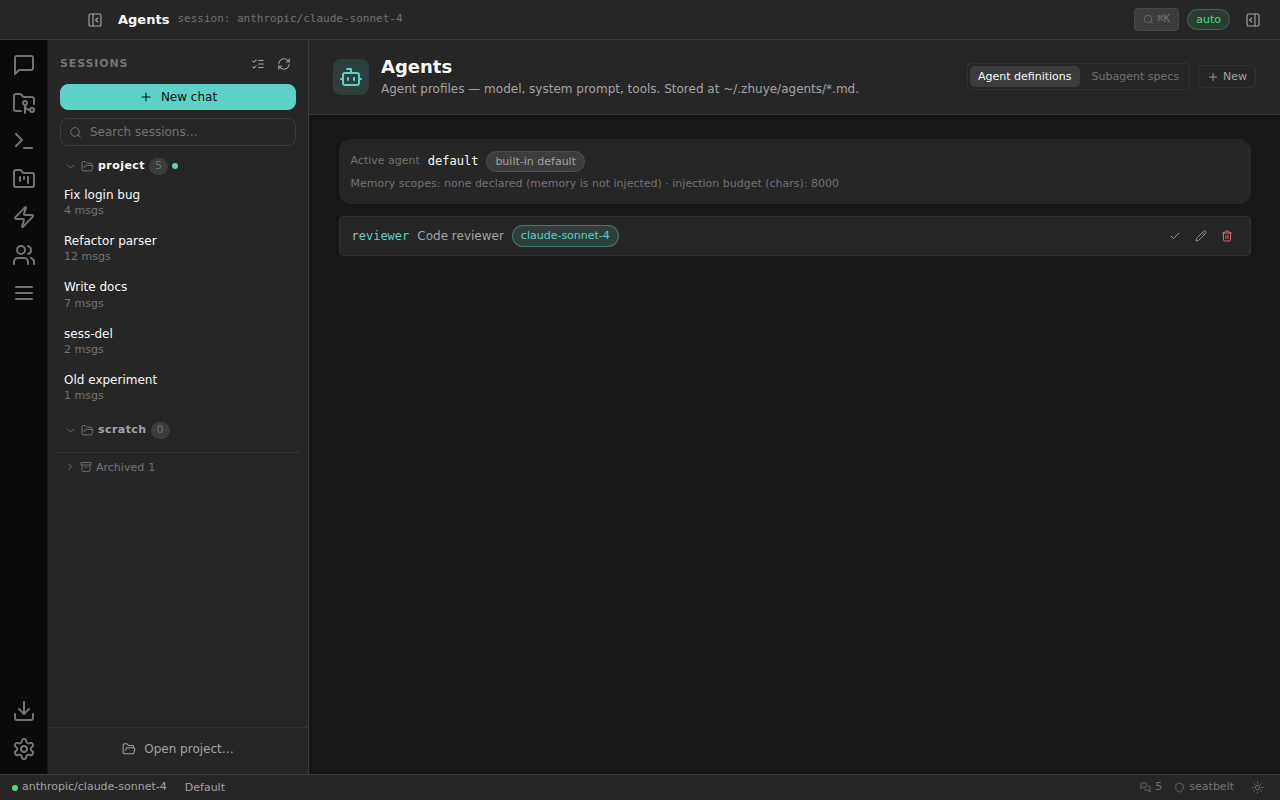 Agents session: anthropic/claude-sonnet-4
⌘K
auto
SESSIONS
New chat
Search sessions…
project 5
Fix login bug
4 msgs
Refactor parser
12 msgs
Write docs
7 msgs
sess-del
2 msgs
Old experiment
1 msgs
scratch 0
Archived 1
Open project…
Agents
Agent profiles — model, system prompt, tools. Stored at ~/.zhuye/agents/*.md.
Agent definitions
Subagent specs
New
Active agent default built-in default
Memory scopes: none declared (memory is not injected) · injection budget (chars): 8000
reviewer Code reviewer claude-sonnet-4
anthropic/claude-sonnet-4 Default
5 seatbelt